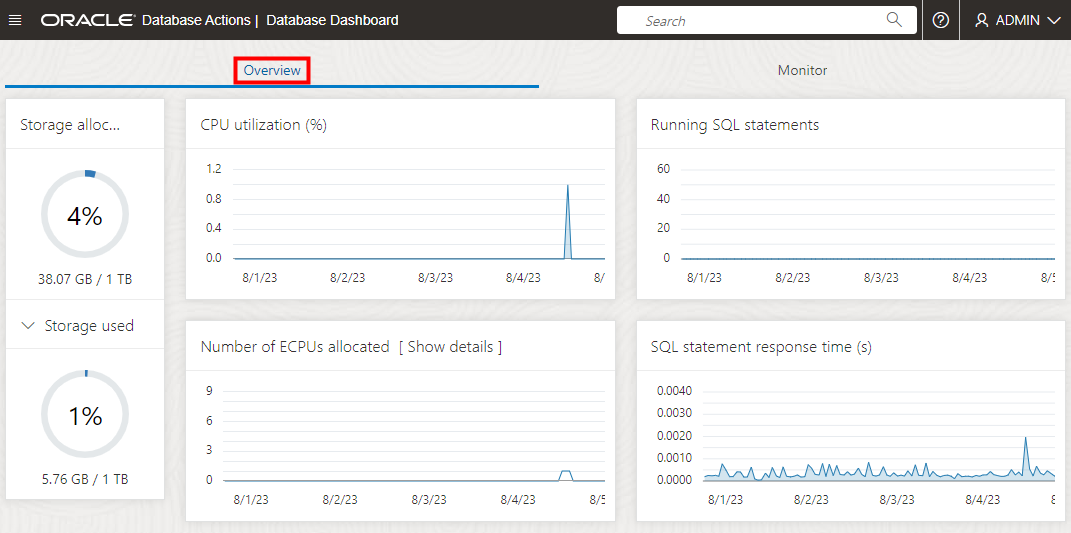 ORACLE Database Actions | Database Dashboard
Search
ADMIN
Overview
Monitor
Storage alloc...
4%
38.07 GB / 1 TB
Storage used
1%
5.76 GB / 1 TB
CPU utilization (%)
1.2
0.8
0.4
0.0
8/1/23 8/2/23 8/3/23 8/4/23 8/
Running SQL statements
60
40
20
0
8/1/23 8/2/23 8/3/23 8/4/23 8/5
Number of ECPUs allocated [ Show details ]
9
6
3
0
8/1/23 8/2/23 8/3/23 8/4/23 8/5
SQL statement response time (s)
0.0040
0.0030
0.0020
0.0010
0.0000
8/1/23 8/2/23 8/3/23 8/4/23 8